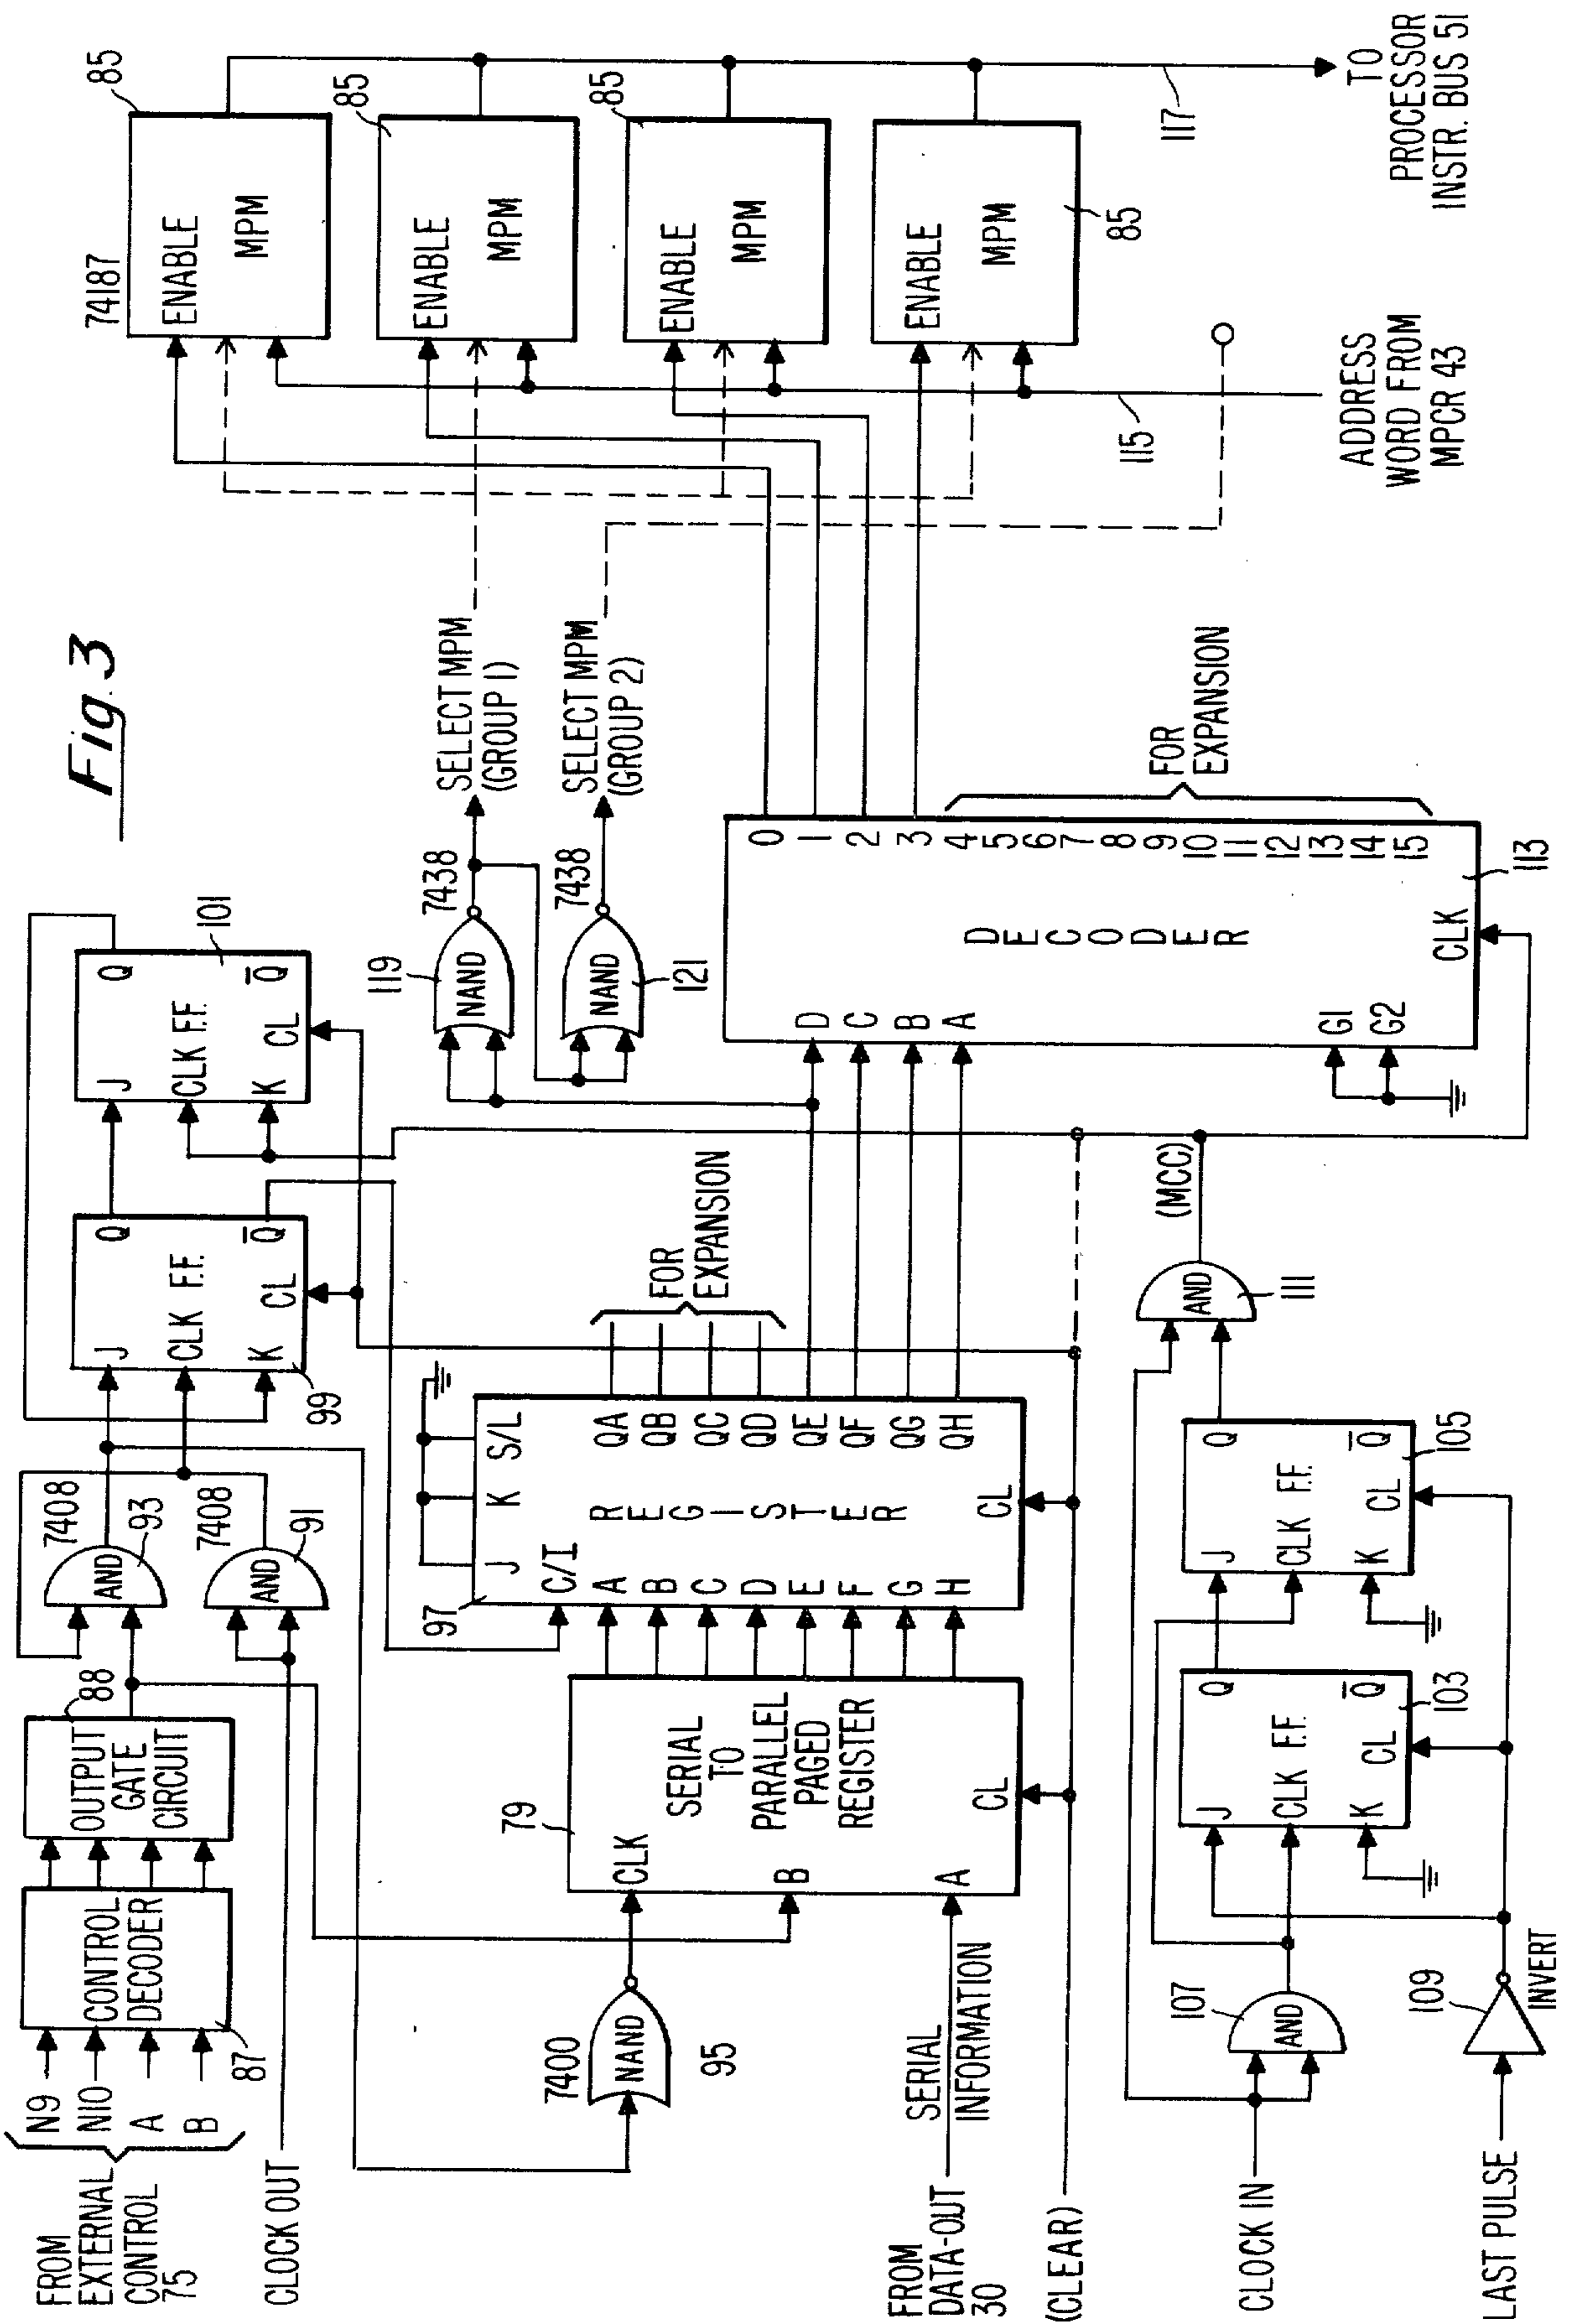 Fig. 3
FROM
EXTERNAL
CONTROL
75
N9
N10
A
B
CONTROL
DECODER
87
OUTPUT
GATE
CIRCUIT
88
CLOCK OUT
7408
AND
93
7408
AND
91
J
CLK F.F.
K
Q
Q̅
CL
99
J
CLK F.F.
K
Q
Q̅
CL
101
7400
NAND
95
FROM
DATA-OUT
30
SERIAL
INFORMATION
79
CLK
B
A
SERIAL
TO
PARALLEL
PAGED
REGISTER
CL
(CLEAR)
97
J
K
S/L
C/I
A
B
C
D
E
F
G
H
REGISTER
QA
QB
QC
QD
QE
QF
QG
QH
CL
FOR
EXPANSION
119
NAND
7438
SELECT MPM
(GROUP 1)
121
NAND
7438
SELECT MPM
(GROUP 2)
D
C
B
A
G1
G2
DECODER
CLK
0
1
2
3
4
5
6
7
8
9
10
11
12
13
14
15
113
FOR
EXPANSION
74187
85
ENABLE
MPM
85
ENABLE
MPM
85
ENABLE
MPM
85
ENABLE
MPM
115
ADDRESS
WORD FROM
MPCR 43
117
TO
PROCESSOR
INSTR. BUS 51
CLOCK IN
107
AND
LAST PULSE
109
INVERT
J
CLK F.F.
K
Q
Q̅
CL
103
J
CLK F.F.
K
Q
Q̅
CL
105
AND
111
(MCC)